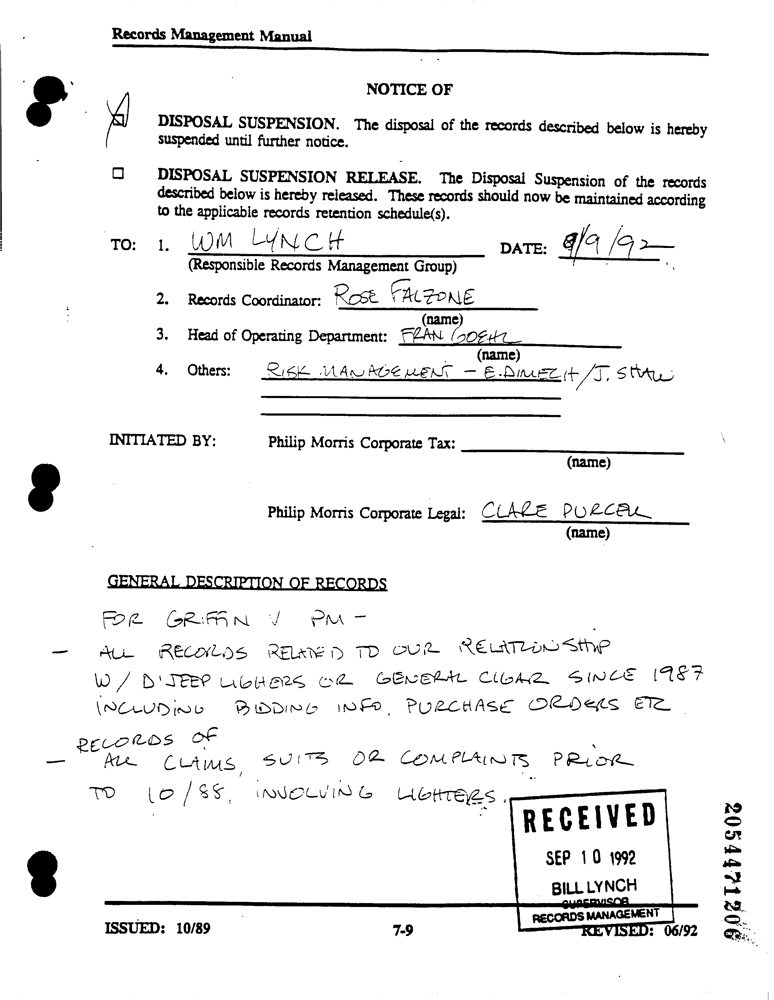 Records Management Manual
NOTICE OF
DISPOSAL SUSPENSION. The disposal of the records described below is hereby
suspended until further notice.
DISPOSAL SUSPENSION RELEASE. The Disposal Suspension of the records
described below is hereby released. These records should now be maintained according
to the applicable records retention schedule(s).
TO: 1. WM LYNCH DATE: 9/9/92
(Responsible Records Management Group)
2. Records Coordinator: ROSE FALZONE
(name)
3. Head of Operating Department: FRAN GOEHL
(name)
4. Others: RISK MANAGEMENT - E. DIMECH/J. SHAW
INITIATED BY: Philip Morris Corporate Tax:
(name)
Philip Morris Corporate Legal: CLARE PURCELL
(name)
GENERAL DESCRIPTION OF RECORDS
FOR GRIFFIN V PM -
- ALL RECORDS RELATED TO OUR RELATIONSHIP
W/ D'JEEP LIGHERS OR GENERAL CIGAR SINCE 1987
INCLUDING BIDDING INFO, PURCHASE ORDERS ETC
RECORDS OF
- ALL CLAIMS, SUITS OR COMPLAINTS PRIOR
TO 10/88, INVOLVING LIGHTERS.
RECEIVED
SEP 10 1992
BILL LYNCH
SUPERVISOR
RECORDS MANAGEMENT
ISSUED: 10/89 7-9 REVISED: 06/92
2054471206